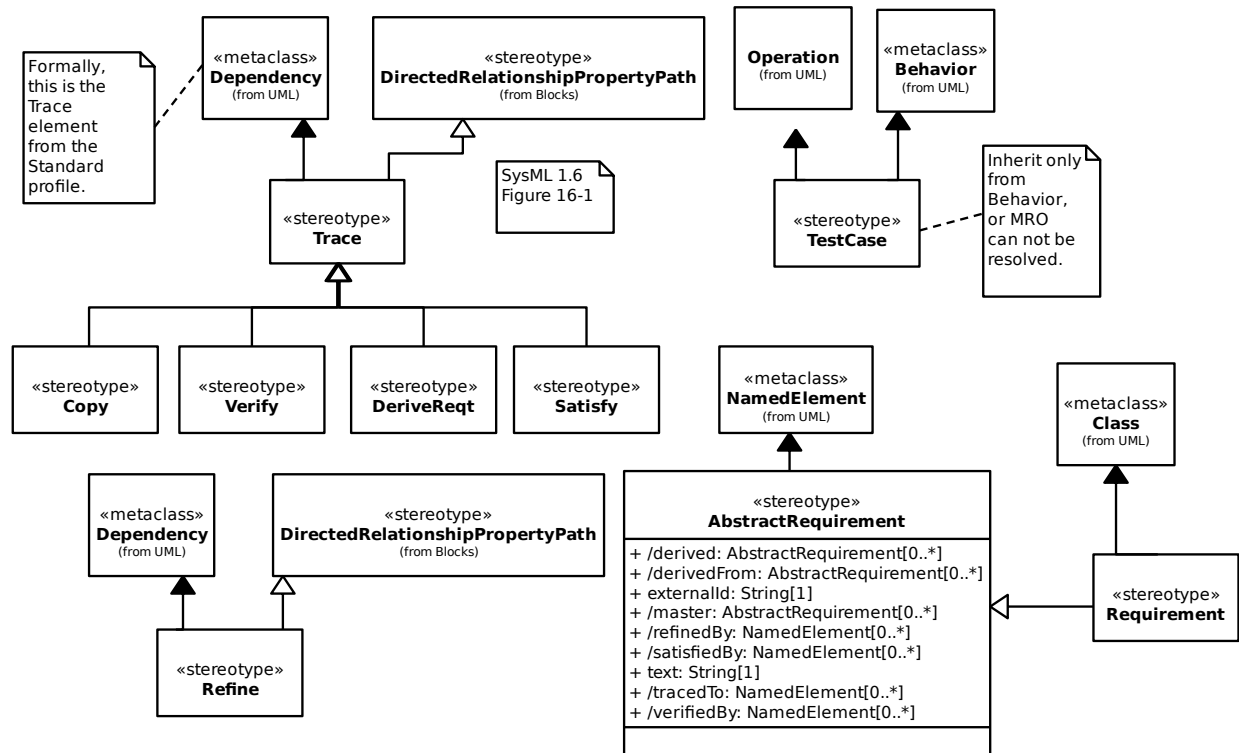 Formally,
this is the
Trace
element
from the
Standard
profile.
«metaclass»
Dependency
(from UML)
«stereotype»
DirectedRelationshipPropertyPath
(from Blocks)
Operation
(from UML)
«metaclass»
Behavior
(from UML)
SysML 1.6
Figure 16-1
«stereotype»
Trace
«stereotype»
TestCase
Inherit only
from
Behavior,
or MRO
can not be
resolved.
«stereotype»
Copy
«stereotype»
Verify
«stereotype»
DeriveReqt
«stereotype»
Satisfy
«metaclass»
NamedElement
(from UML)
«metaclass»
Class
(from UML)
«metaclass»
Dependency
(from UML)
«stereotype»
DirectedRelationshipPropertyPath
(from Blocks)
«stereotype»
AbstractRequirement
+ /derived: AbstractRequirement[0..*]
+ /derivedFrom: AbstractRequirement[0..*]
+ externalId: String[1]
+ /master: AbstractRequirement[0..*]
+ /refinedBy: NamedElement[0..*]
+ /satisfiedBy: NamedElement[0..*]
+ text: String[1]
+ /tracedTo: NamedElement[0..*]
+ /verifiedBy: NamedElement[0..*]
«stereotype»
Requirement
«stereotype»
Refine